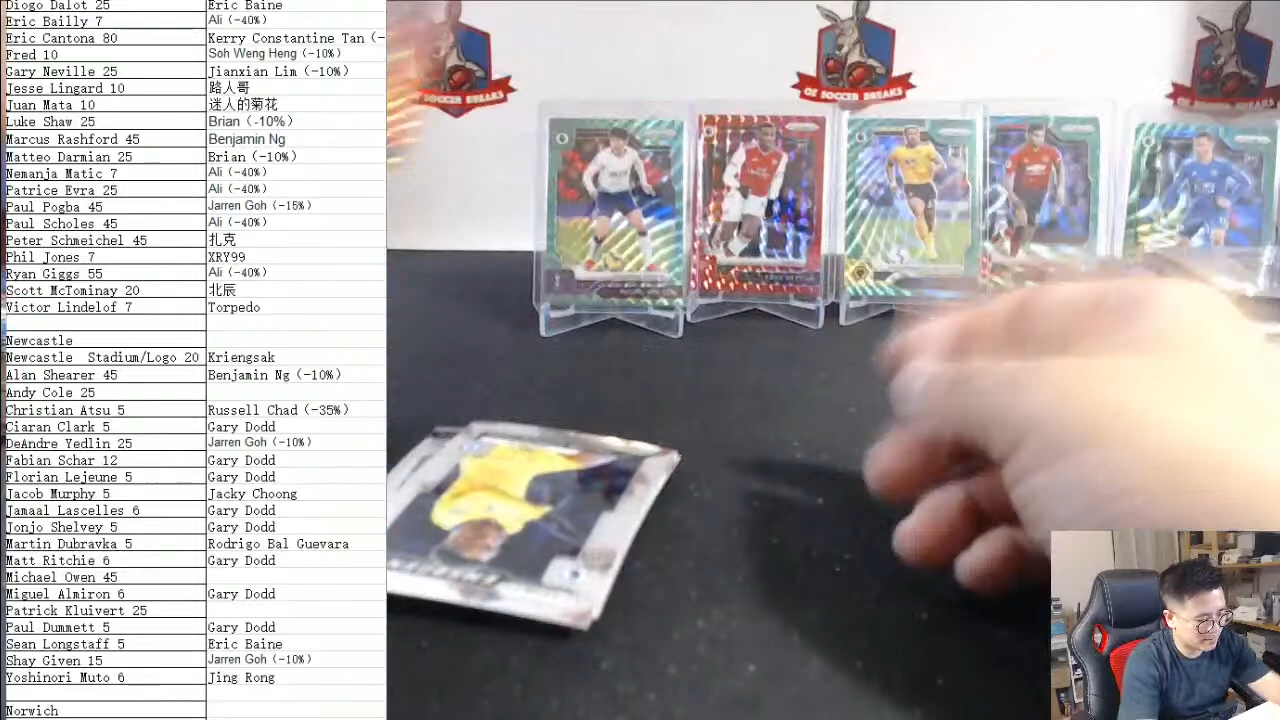 Diogo Dalot 25 Eric Baine
Eric Bailly 7 Ali (-40%)
Eric Cantona 80 Kerry Constantine Tan (-
Fred 10 Soh Weng Heng (-10%)
Gary Neville 25 Jianxian Lim (-10%)
Jesse Lingard 10 路人哥
Juan Mata 10 迷人的菊花
Luke Shaw 25 Brian (-10%)
Marcus Rashford 45 Benjamin Ng
Matteo Darmian 25 Brian (-10%)
Nemanja Matic 7 Ali (-40%)
Patrice Evra 25 Ali (-40%)
Paul Pogba 45 Jarren Goh (-15%)
Paul Scholes 45 Ali (-40%)
Peter Schmeichel 45 扎克
Phil Jones 7 XRY99
Ryan Giggs 55 Ali (-40%)
Scott McTominay 20 北辰
Victor Lindelof 7 Torpedo
Newcastle
Newcastle Stadium/Logo 20 Kriengsak
Alan Shearer 45 Benjamin Ng (-10%)
Andy Cole 25
Christian Atsu 5 Russell Chad (-35%)
Ciaran Clark 5 Gary Dodd
DeAndre Yedlin 25 Jarren Goh (-10%)
Fabian Schar 12 Gary Dodd
Florian Lejeune 5 Gary Dodd
Jacob Murphy 5 Jacky Choong
Jamaal Lascelles 6 Gary Dodd
Jonjo Shelvey 5 Gary Dodd
Martin Dubravka 5 Rodrigo Bal Guevara
Matt Ritchie 6 Gary Dodd
Michael Owen 45
Miguel Almiron 6 Gary Dodd
Patrick Kluivert 25
Paul Dummett 5 Gary Dodd
Sean Longstaff 5 Eric Baine
Shay Given 15 Jarren Goh (-10%)
Yoshinori Muto 6 Jing Rong
Norwich
OZ SOCCER BREAKS